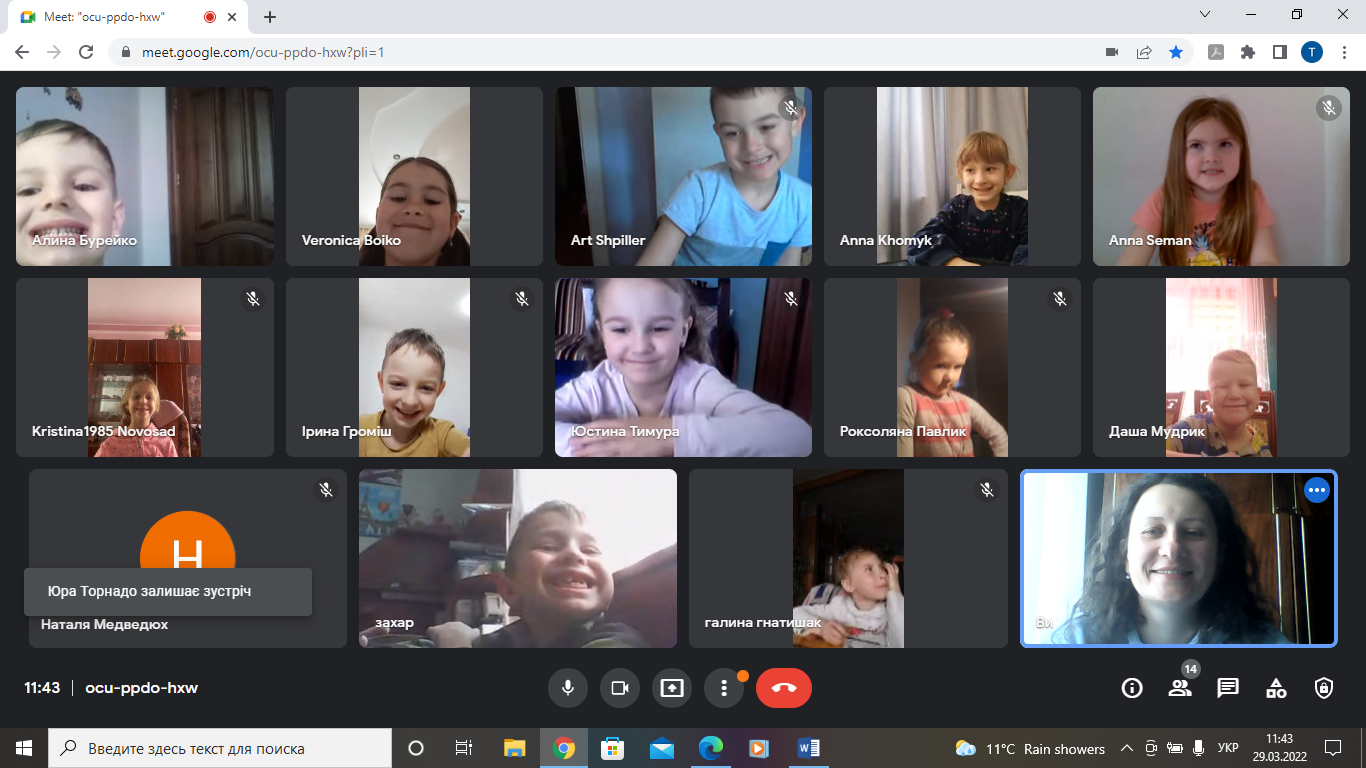 Meet: "ocu-ppdo-hxw"
meet.google.com/ocu-ppdo-hxw?pli=1
T
Алина Бурейко
Veronica Boiko
Art Shpiller
Anna Khomyk
Anna Seman
Kristina1985 Novosad
Ірина Громіш
Юстина Тимура
Роксоляна Павлик
Даша Мудрик
Н
Юра Торнадо залишає зустріч
Наталя Медведюх
захар
галина гнатишак
Ви
11:43 | ocu-ppdo-hxw
14
Введите здесь текст для поиска
11°C Rain showers
УКР
11:43
29.03.2022